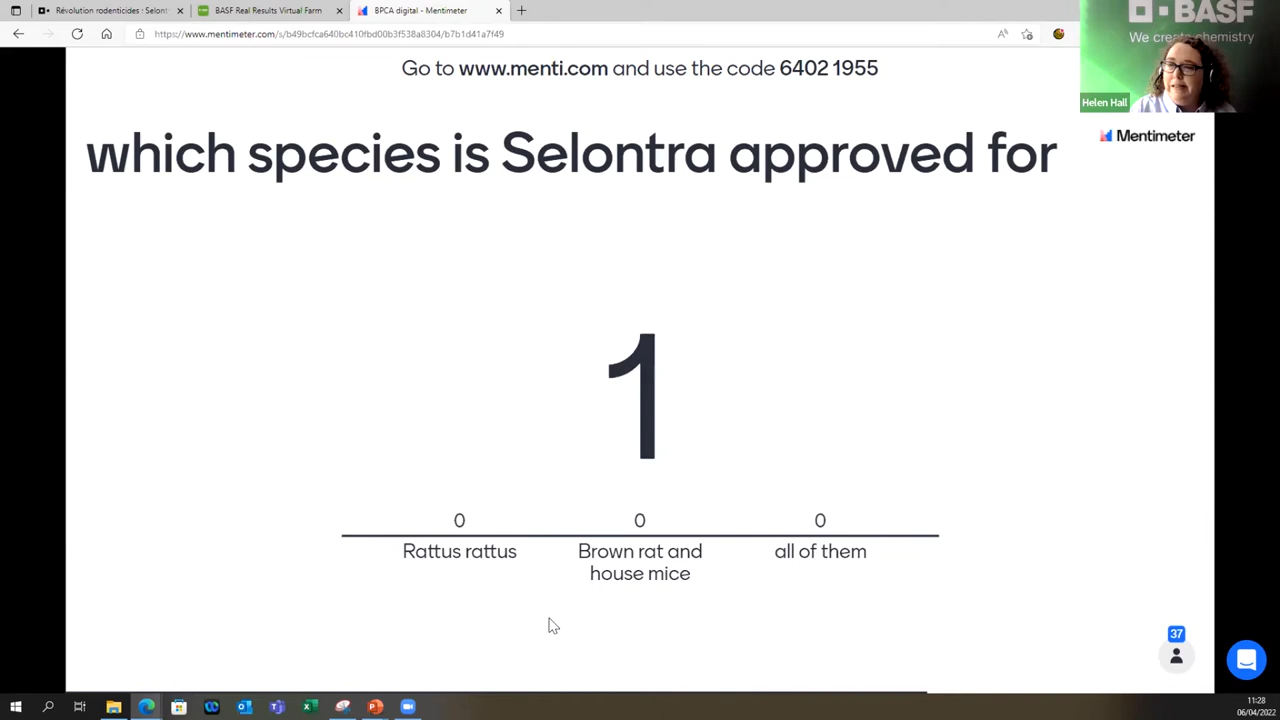 Révolution rodenticides : Selont
BASF Real Results Virtual Farm
BPCA digital - Mentimeter
https://www.mentimeter.com/s/b49bcfca640bc410fbd00b3f538a8304/b7b1d41a7f49
BASF
We create chemistry
Helen Hall
Go to www.menti.com and use the code 6402 1955
Mentimeter
which species is Selontra approved for
1
0 0 0
Rattus rattus Brown rat and all of them
house mice
37
11:28
06/04/2022